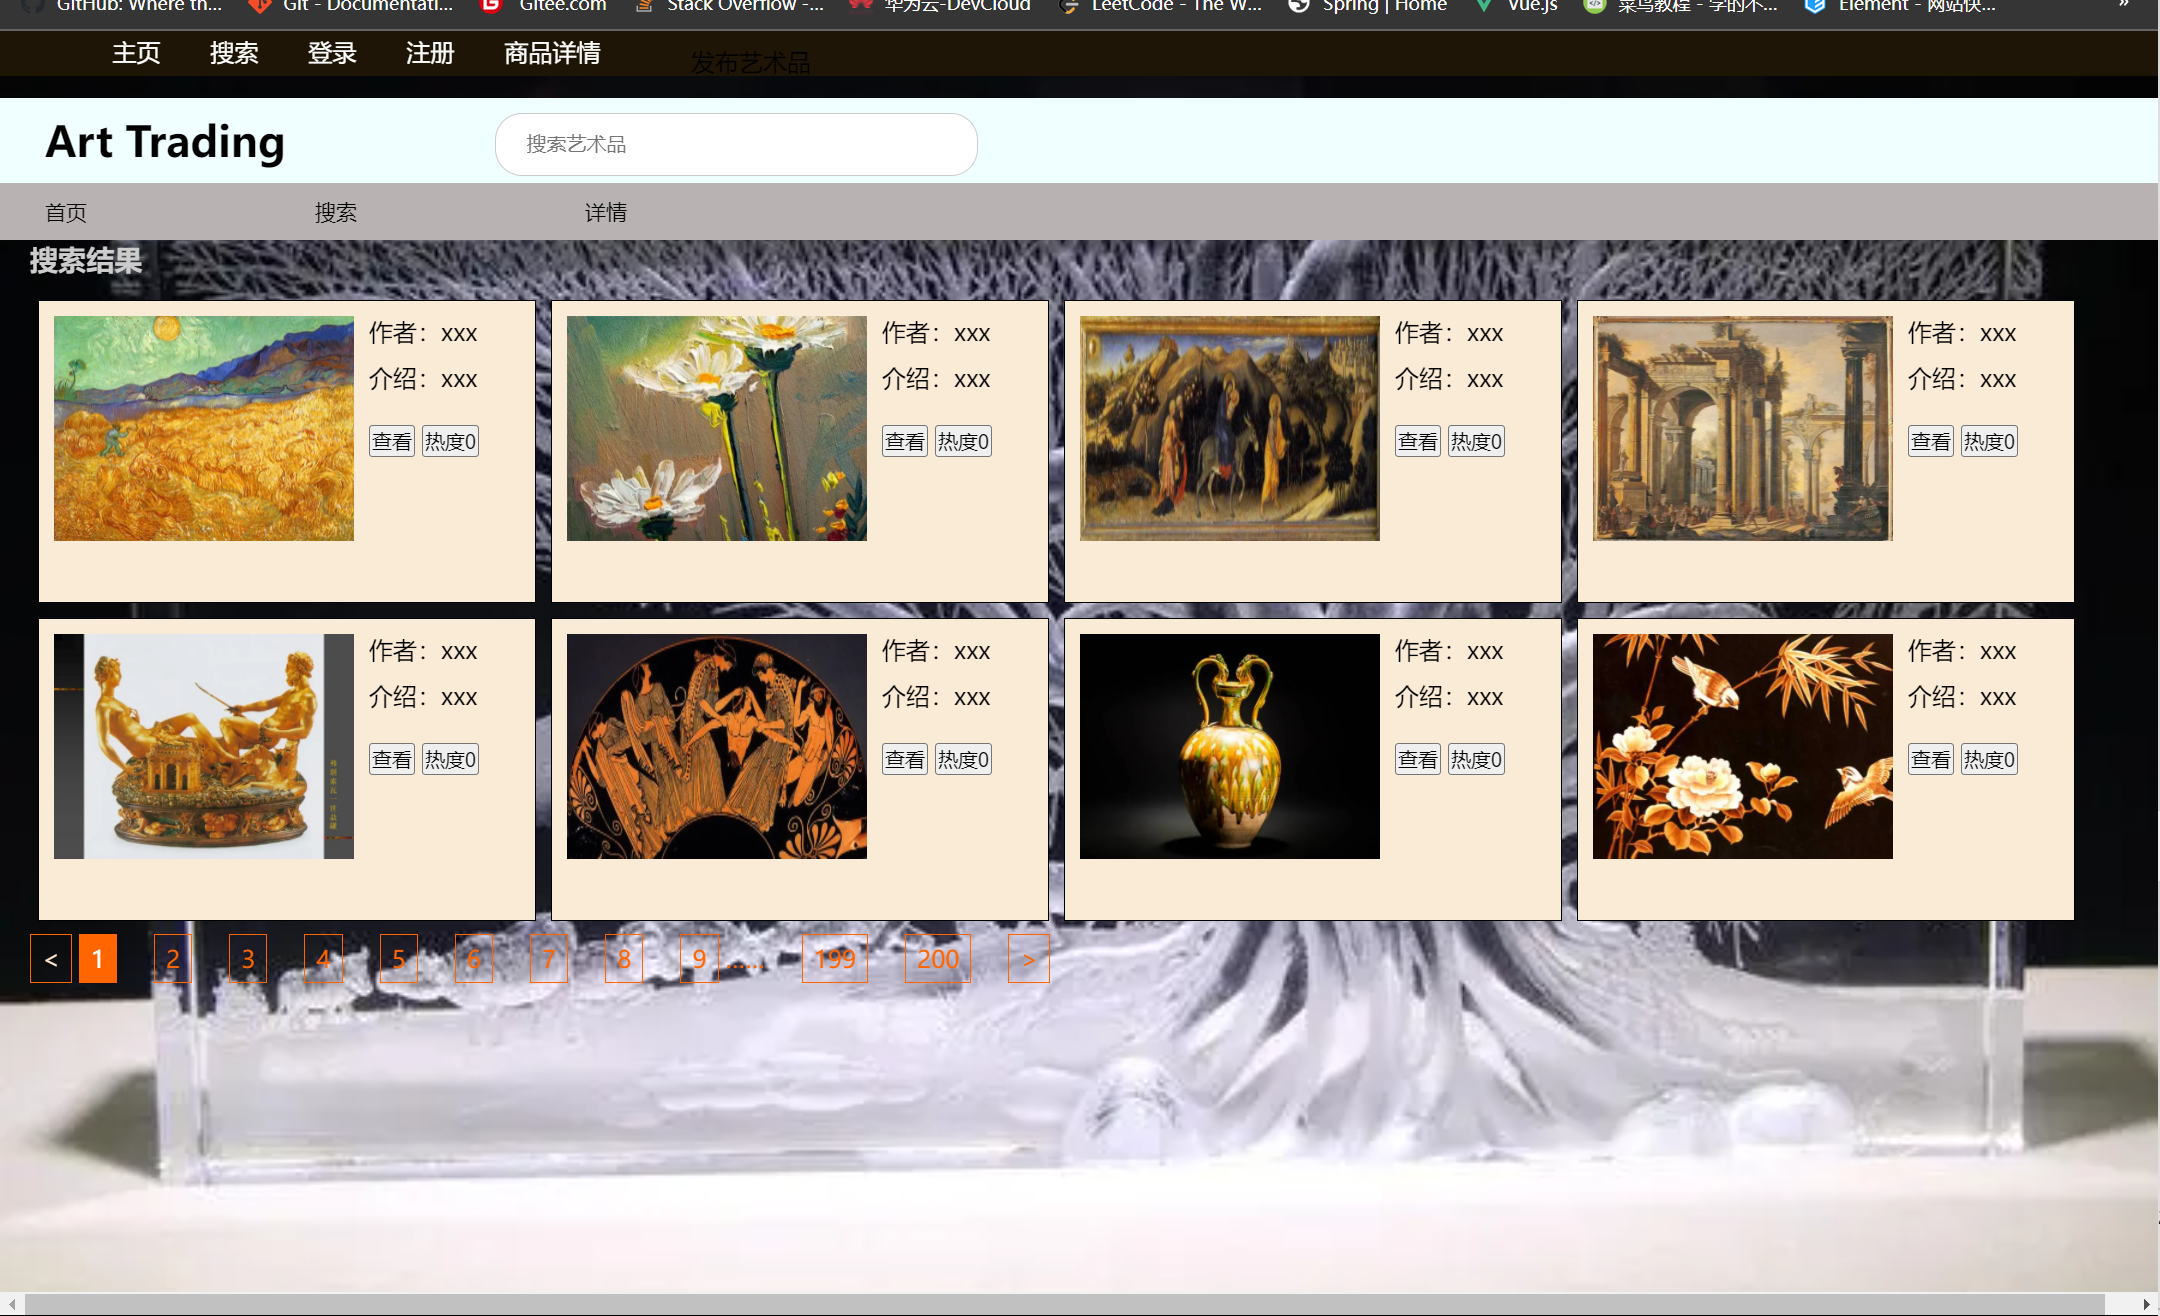 GitHub: Where th... Git - Documentati... Gitee.com Stack Overflow -... 华为云-DevCloud LeetCode - The W... Spring | Home Vue.js 菜鸟教程 - 学的不... Element - 网站快... »
主页 搜索 登录 注册 商品详情 发布艺术品
Art Trading 搜索艺术品
首页 搜索 详情
搜索结果
作者：xxx 作者：xxx 作者：xxx 作者：xxx
介绍：xxx 介绍：xxx 介绍：xxx 介绍：xxx
查看 热度0 查看 热度0 查看 热度0 查看 热度0
作者：xxx 作者：xxx 作者：xxx 作者：xxx
介绍：xxx 介绍：xxx 介绍：xxx 介绍：xxx
查看 热度0 查看 热度0 查看 热度0 查看 热度0
< 1 2 3 4 5 6 7 8 9 ...... 199 200 >